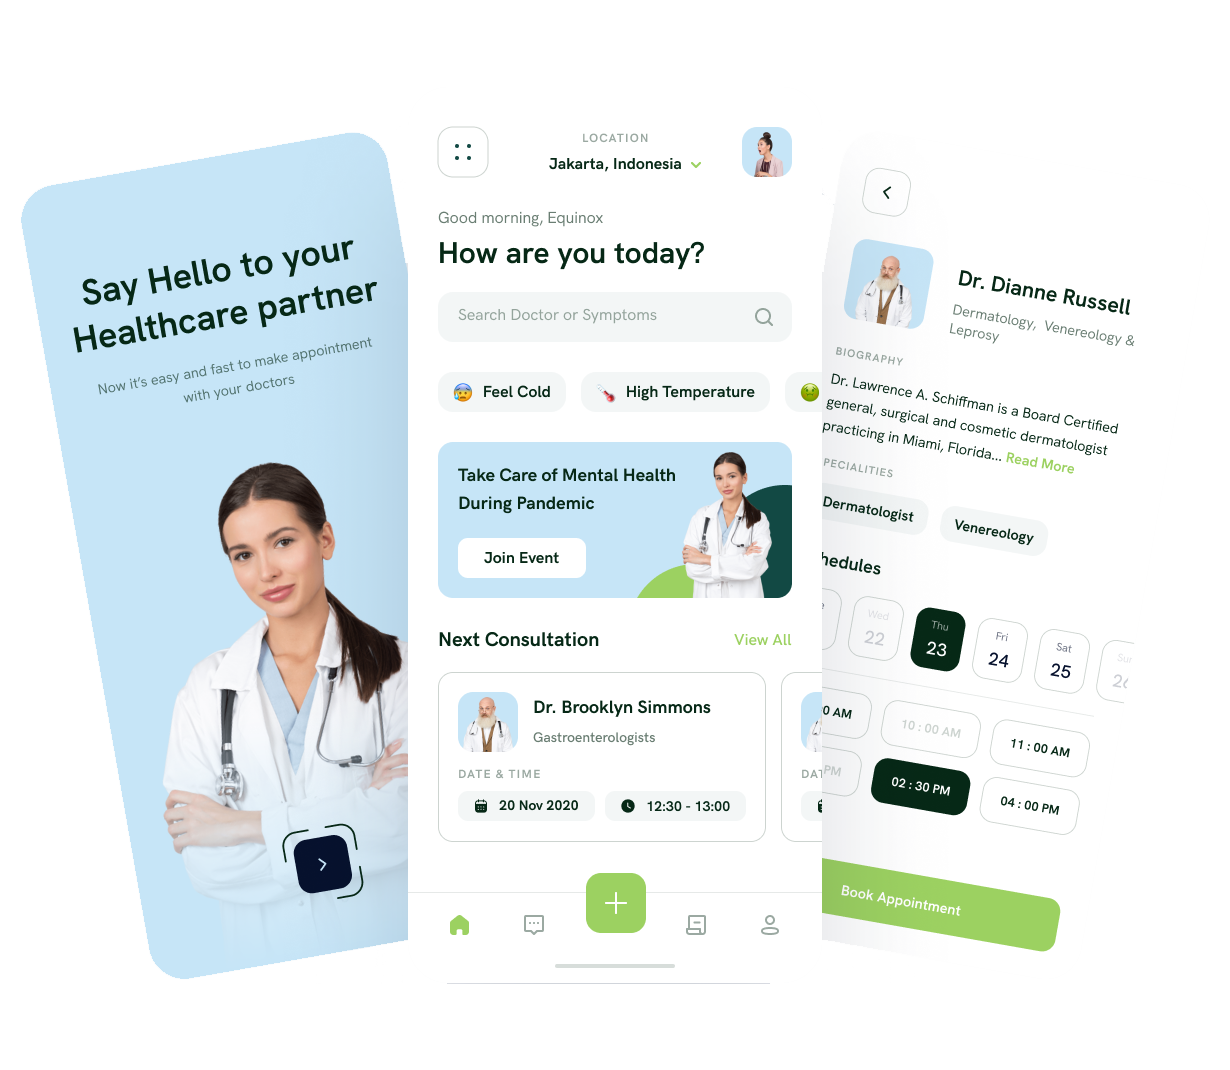 Say Hello to your
Healthcare partner
Now it's easy and fast to make appointment
with your doctors
LOCATION
Jakarta, Indonesia
Good morning, Equinox
How are you today?
Search Doctor or Symptoms
Feel Cold
High Temperature
Take Care of Mental Health
During Pandemic
Join Event
Next Consultation
View All
Dr. Brooklyn Simmons
Gastroenterologists
DATE & TIME
DAT
20 Nov 2020
12:30 - 13:00
Dr. Dianne Russell
Dermatology, Venereology &
Leprosy
BIOGRAPHY
Dr. Lawrence A. Schiffman is a Board Certified
general, surgical and cosmetic dermatologist
practicing in Miami, Florida... Read More
PECIALITIES
Dermatologist
Venereology
hedules
Wed
22
Thu
23
Fri
24
Sat
25
Sun
26
0 AM
10 : 00 AM
11 : 00 AM
PM
02 : 30 PM
04 : 00 PM
Book Appointment